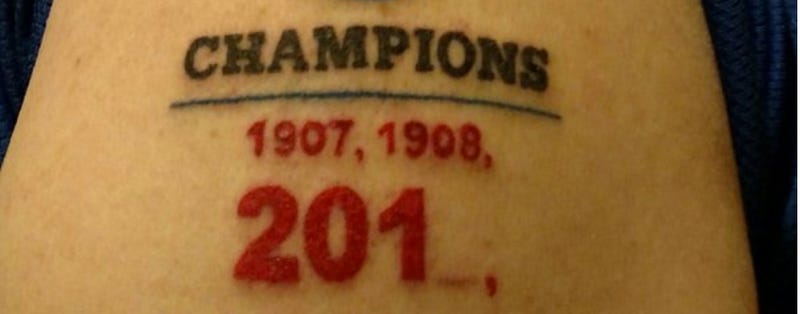 CHAMPIONS
1907, 1908,
201_,